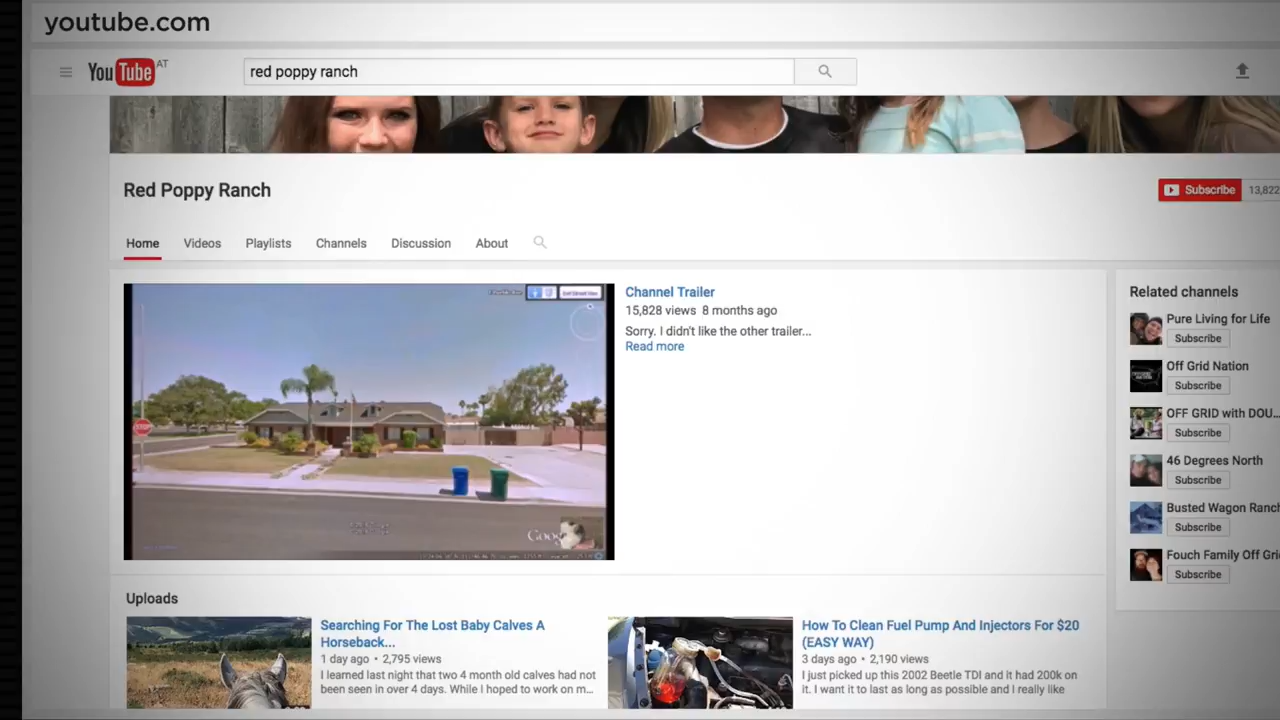 youtube.com
YouTube AT
red poppy ranch
Red Poppy Ranch
Subscribe 13,822
Home Videos Playlists Channels Discussion About
Channel Trailer
15,828 views 8 months ago
Sorry. I didn't like the other trailer...
Read more
STOP
Goog
Related channels
Pure Living for Life
Subscribe
Off Grid Nation
Subscribe
OFF GRID with DOU...
Subscribe
46 Degrees North
Subscribe
Busted Wagon Ranch
Subscribe
Fouch Family Off Gri
Subscribe
Uploads
Searching For The Lost Baby Calves A
Horseback...
1 day ago • 2,795 views
I learned last night that two 4 month old calves had not
been seen in over 4 days. While I hoped to work on m...
How To Clean Fuel Pump And Injectors For $20
(EASY WAY)
3 days ago • 2,190 views
I just picked up this 2002 Beetle TDI and it had 200k on
it. I want it to last as long as possible and I really like